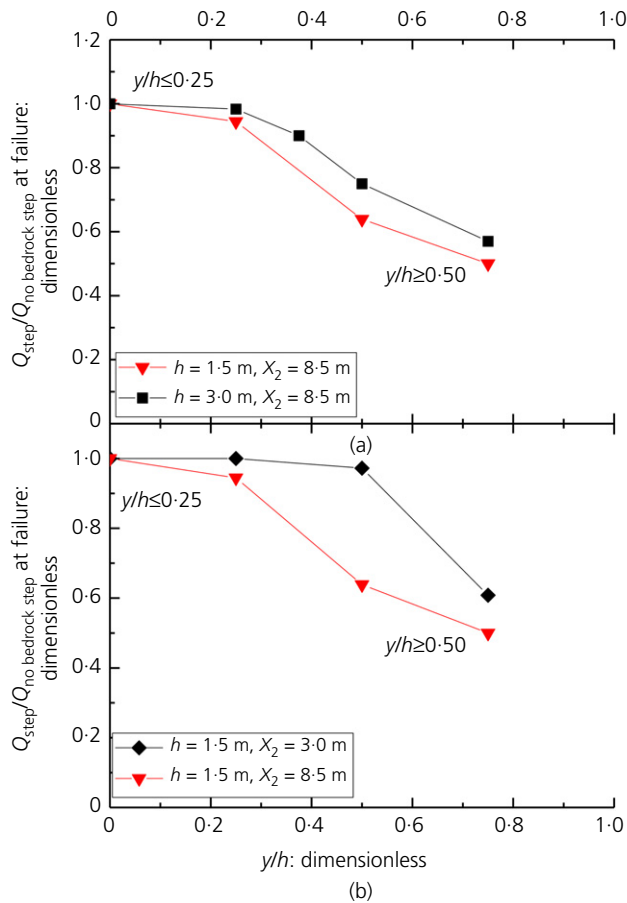 0 0·2 0·4 0·6 0·8 1·0
1·2
1·0
0·8
0·6
0·4
0·2
0
Qstep/Qno bedrock step at failure:
dimensionless
y/h≤0·25
y/h≥0·50
h = 1·5 m, X2 = 8·5 m
h = 3·0 m, X2 = 8·5 m
(a)
1·0
0·8
0·6
0·4
0·2
0
Qstep/Qno bedrock step at failure:
dimensionless
y/h≤0·25
y/h≥0·50
h = 1·5 m, X2 = 3·0 m
h = 1·5 m, X2 = 8·5 m
0 0·2 0·4 0·6 0·8 1·0
y/h: dimensionless
(b)